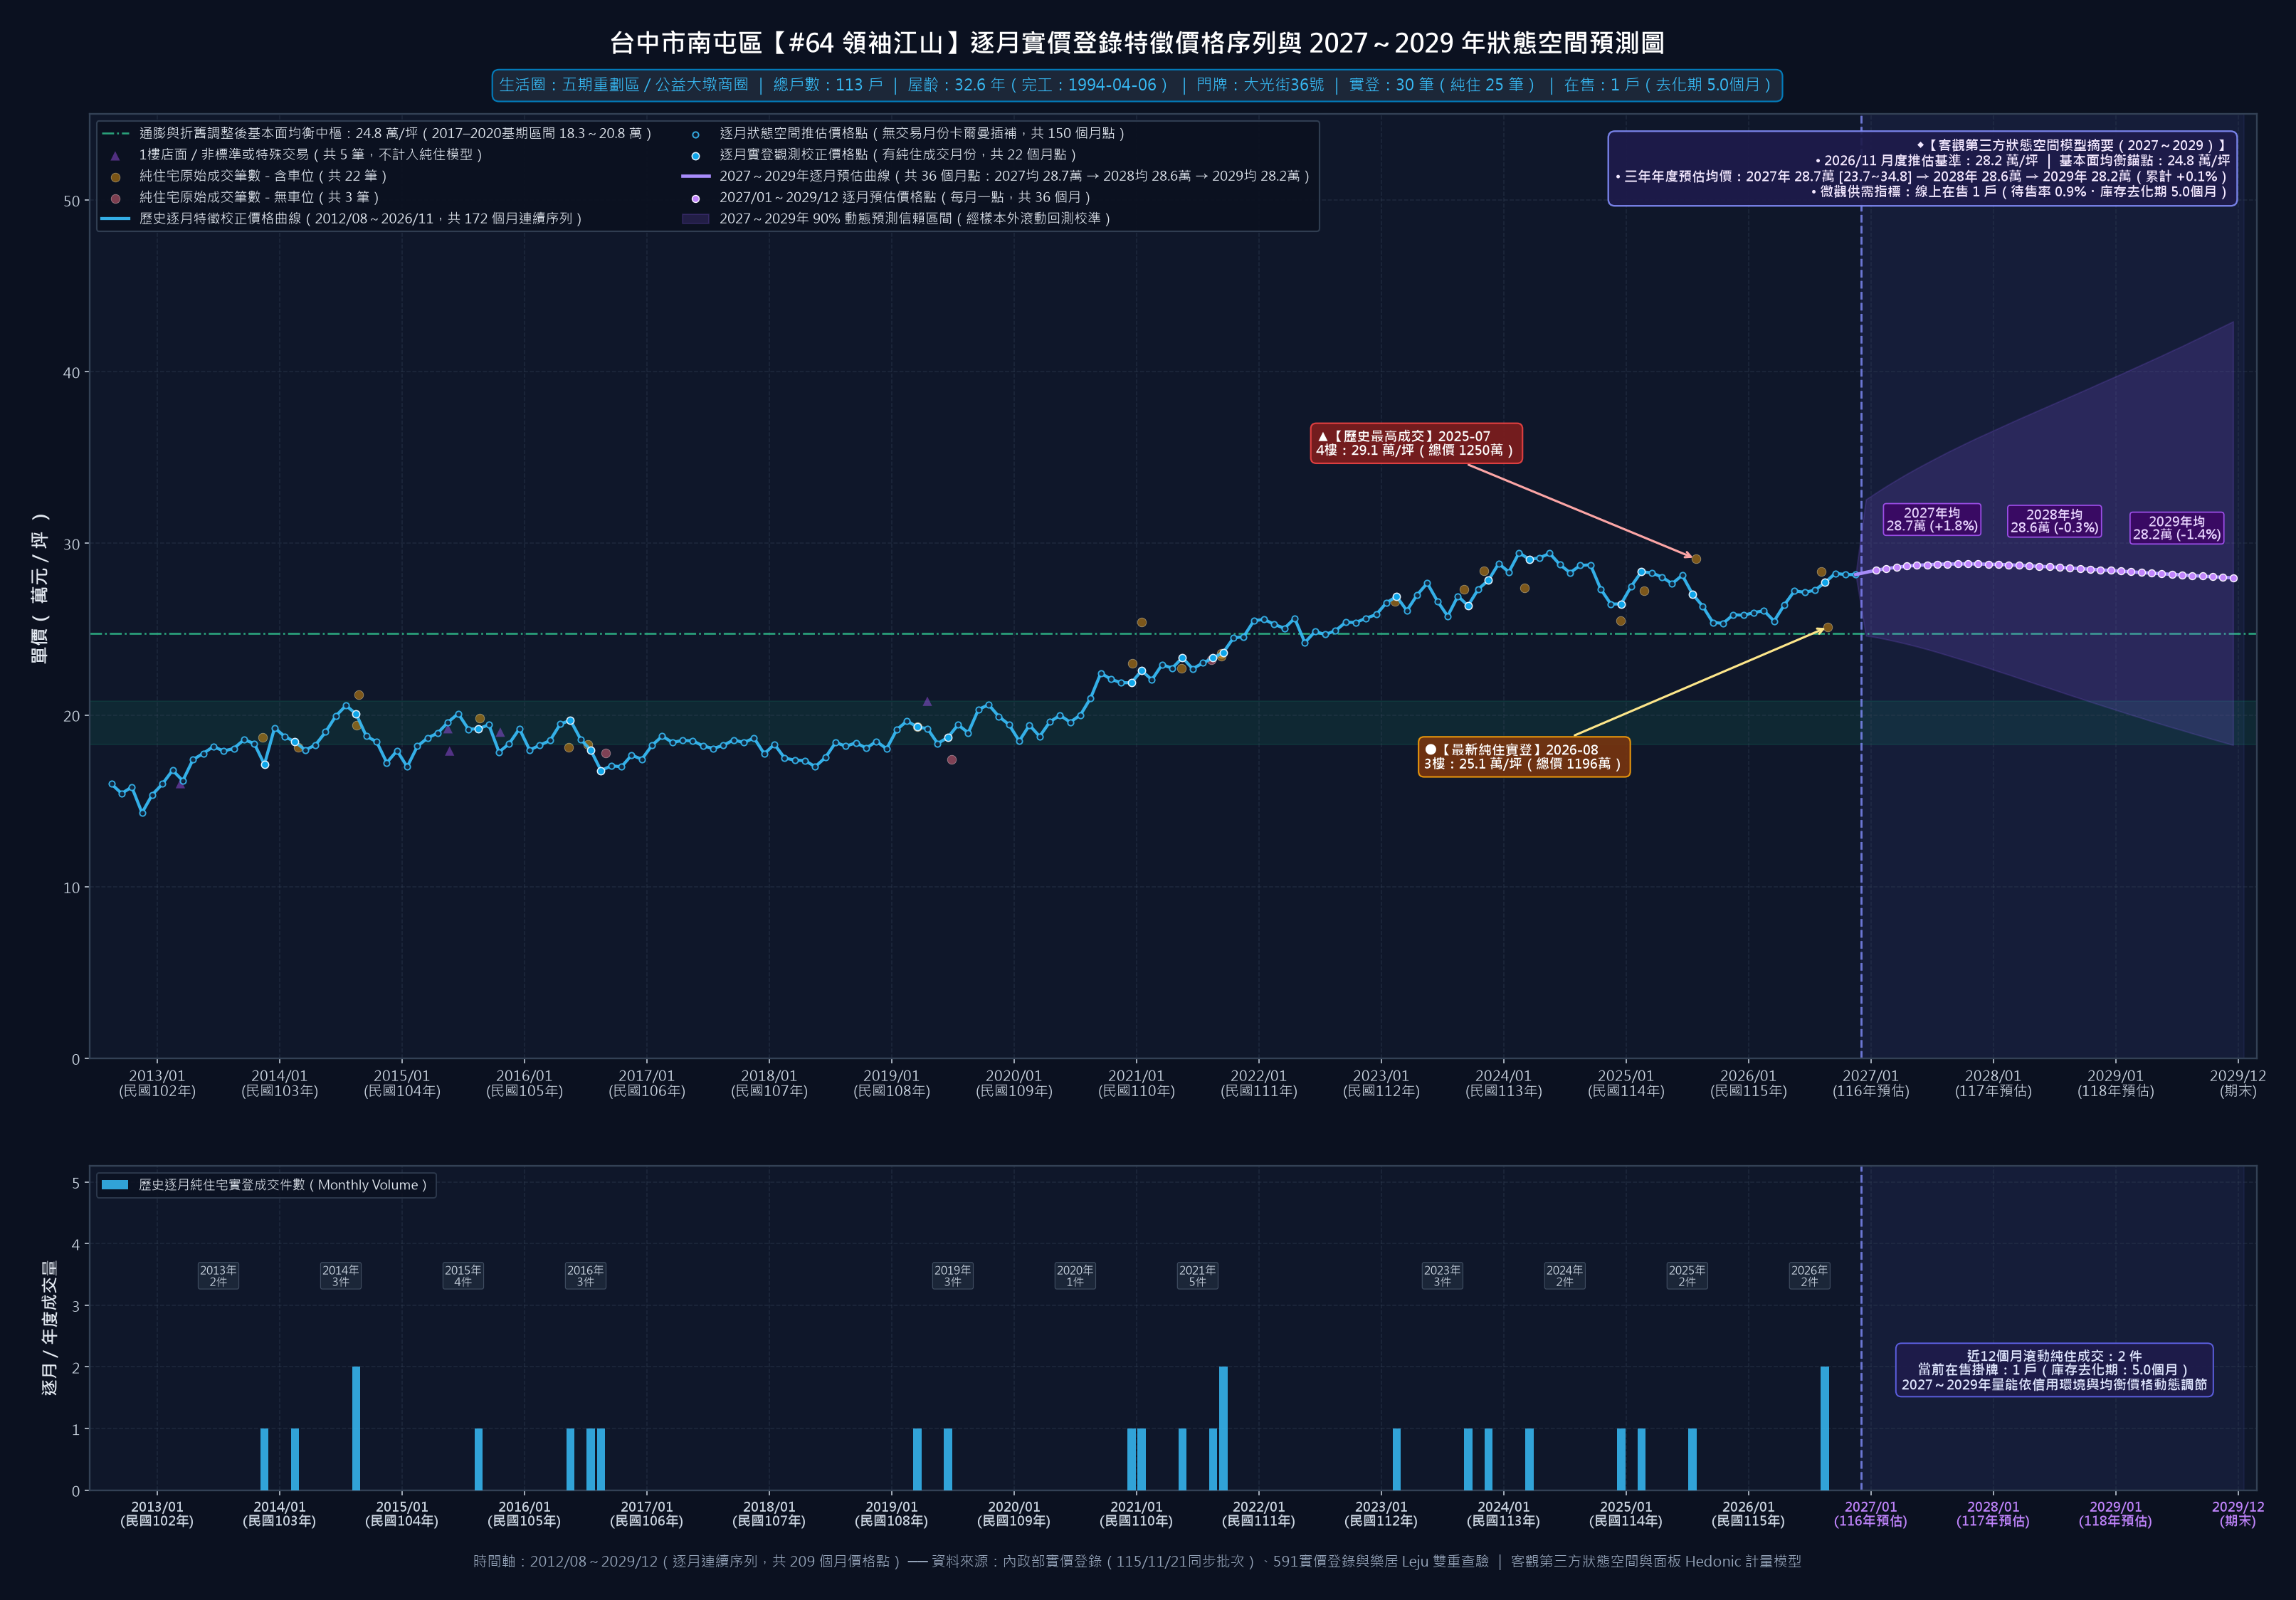 台中市南屯區【#64 領袖江山】逐月實價登錄特徵價格序列與 2027～2029 年狀態空間預測圖
生活圈：五期重劃區 / 公益大墩商圈 ｜ 總戶數：113 戶 ｜ 屋齡：32.6 年（完工：1994-04-06） ｜ 門牌：大光街36號 ｜ 實登：30 筆（純住 25 筆） ｜ 在售：1 戶（去化期 5.0個月）
通膨與折舊調整後基本面均衡中樞：24.8 萬/坪（2017–2020基期區間 18.3～20.8 萬）
1樓店面 / 非標準或特殊交易（共 5 筆，不計入純住模型）
純住宅原始成交筆數 - 含車位（共 22 筆）
純住宅原始成交筆數 - 無車位（共 3 筆）
歷史逐月特徵校正價格曲線（2012/08～2026/11，共 172 個月連續序列）
逐月狀態空間推估價格點（無交易月份卡爾曼插補，共 150 個月點）
逐月實登觀測校正價格點（有純住成交月份，共 22 個月點）
2027～2029年逐月預估曲線（共 36 個月點：2027均 28.7萬 → 2028均 28.6萬 → 2029均 28.2萬）
2027/01～2029/12 逐月預估價格點（每月一點，共 36 個月）
2027～2029年 90% 動態預測信賴區間（經樣本外滾動回測校準）
◆【客觀第三方狀態空間模型摘要（2027～2029）】
• 2026/11 月度推估基準：28.2 萬/坪 ｜ 基本面均衡錨點：24.8 萬/坪
• 三年年度預估均價：2027年 28.7萬 [23.7~34.8] → 2028年 28.6萬 → 2029年 28.2萬（累計 +0.1%）
• 微觀供需指標：線上在售 1 戶（待售率 0.9%．庫存去化期 5.0個月）
單價（萬元 / 坪）
50
40
30
20
10
0
▲【歷史最高成交】2025-07
4樓：29.1 萬/坪（總價 1250萬）
●【最新純住實登】2026-08
3樓：25.1 萬/坪（總價 1196萬）
2027年均
28.7萬 (+1.8%)
2028年均
28.6萬 (-0.3%)
2029年均
28.2萬 (-1.4%)
2013/01 2014/01 2015/01 2016/01 2017/01 2018/01 2019/01 2020/01 2021/01 2022/01 2023/01 2024/01 2025/01 2026/01 2027/01 2028/01 2029/01 2029/12
(民國102年) (民國103年) (民國104年) (民國105年) (民國106年) (民國107年) (民國108年) (民國109年) (民國110年) (民國111年) (民國112年) (民國113年) (民國114年) (民國115年) (116年預估) (117年預估) (118年預估) (期末)
歷史逐月純住宅實登成交件數（Monthly Volume）
逐月 / 年度成交量
5
4
3
2
1
0
2013年
2件
2014年
3件
2015年
4件
2016年
3件
2019年
3件
2020年
1件
2021年
5件
2023年
3件
2024年
2件
2025年
2件
2026年
2件
近12個月滾動純住成交：2 件
當前在售掛牌：1 戶（庫存去化期：5.0個月）
2027～2029年量能依信用環境與均衡價格動態調節
2013/01 2014/01 2015/01 2016/01 2017/01 2018/01 2019/01 2020/01 2021/01 2022/01 2023/01 2024/01 2025/01 2026/01 2027/01 2028/01 2029/01 2029/12
(民國102年) (民國103年) (民國104年) (民國105年) (民國106年) (民國107年) (民國108年) (民國109年) (民國110年) (民國111年) (民國112年) (民國113年) (民國114年) (民國115年) (116年預估) (117年預估) (118年預估) (期末)
時間軸：2012/08～2029/12（逐月連續序列，共 209 個月價格點）── 資料來源：內政部實價登錄（115/11/21同步批次）、591實價登錄與樂居 Leju 雙重查驗 ｜ 客觀第三方狀態空間與面板 Hedonic 計量模型